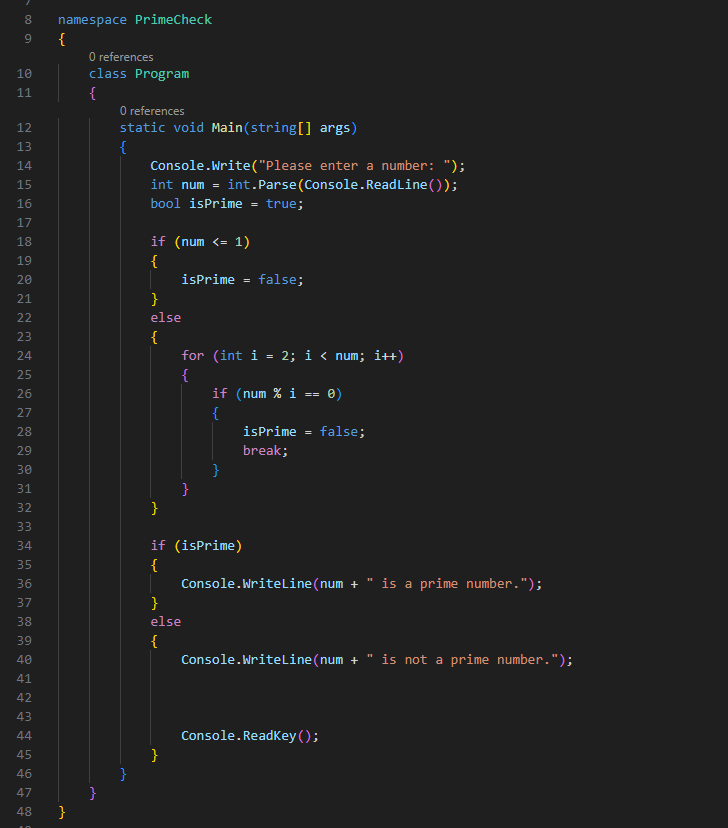 8 namespace PrimeCheck
9 {
0 references
10 class Program
11 {
0 references
12 static void Main(string[] args)
13 {
14 Console.Write("Please enter a number: ");
15 int num = int.Parse(Console.ReadLine());
16 bool isPrime = true;
17
18 if (num <= 1)
19 {
20 isPrime = false;
21 }
22 else
23 {
24 for (int i = 2; i < num; i++)
25 {
26 if (num % i == 0)
27 {
28 isPrime = false;
29 break;
30 }
31 }
32 }
33
34 if (isPrime)
35 {
36 Console.WriteLine(num + " is a prime number.");
37 }
38 else
39 {
40 Console.WriteLine(num + " is not a prime number.");
41
42
43
44 Console.ReadKey();
45 }
46 }
47 }
48 }